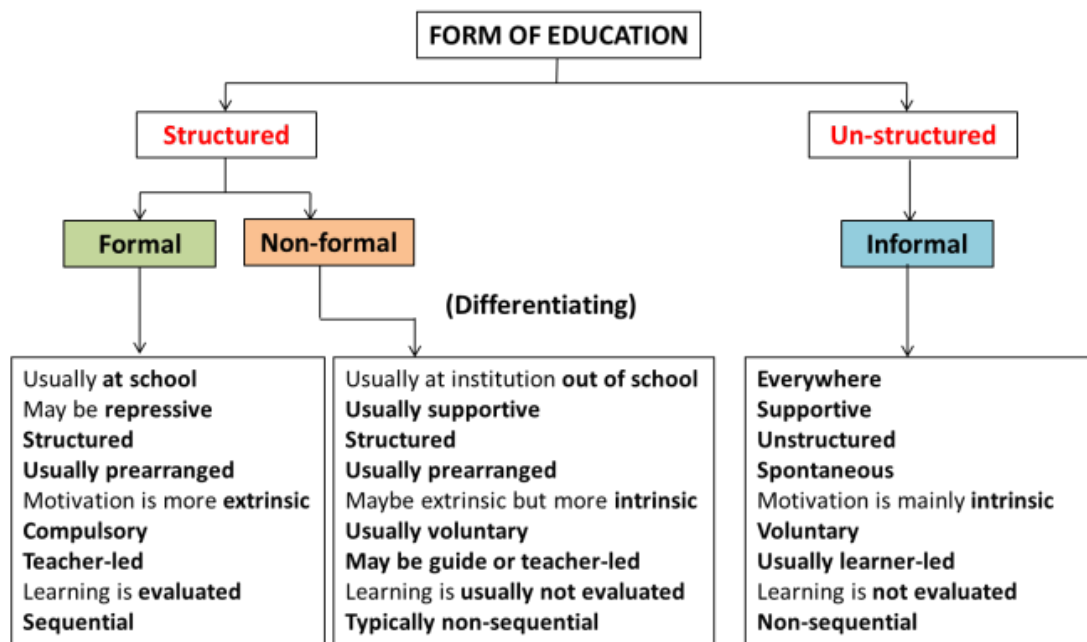 FORM OF EDUCATION
Structured
Un-structured
Formal
Non-formal
Informal
(Differentiating)
Usually at school
May be repressive
Structured
Usually prearranged
Motivation is more extrinsic
Compulsory
Teacher-led
Learning is evaluated
Sequential
Usually at institution out of school
Usually supportive
Structured
Usually prearranged
Maybe extrinsic but more intrinsic
Usually voluntary
May be guide or teacher-led
Learning is usually not evaluated
Typically non-sequential
Everywhere
Supportive
Unstructured
Spontaneous
Motivation is mainly intrinsic
Voluntary
Usually learner-led
Learning is not evaluated
Non-sequential